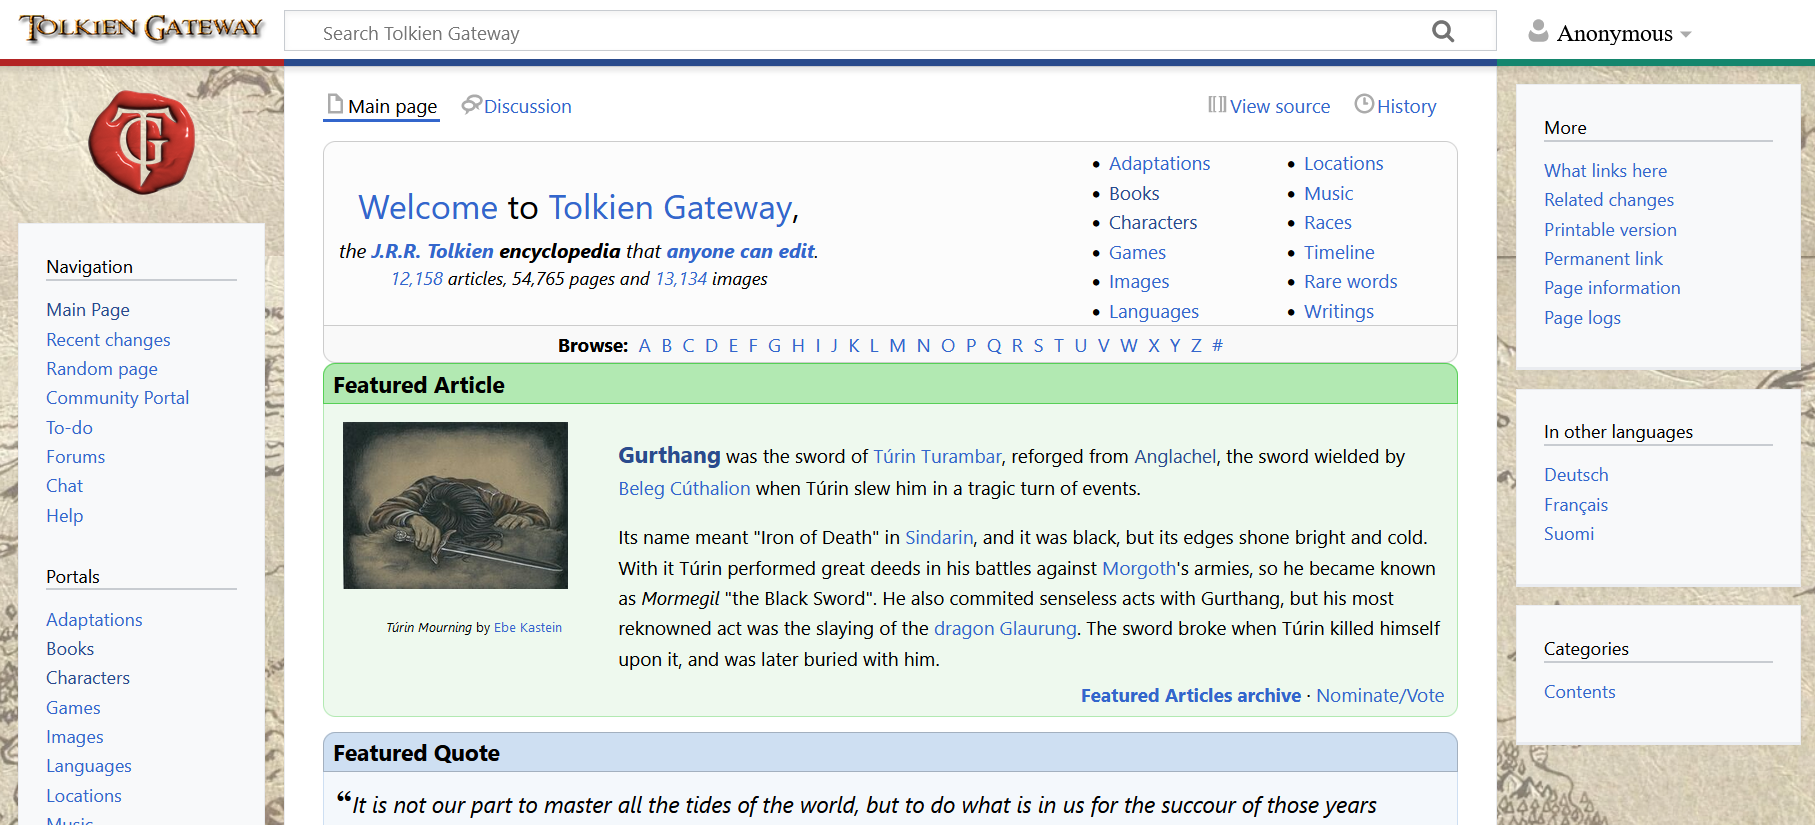 TOLKIEN GATEWAY
Search Tolkien Gateway
Anonymous
TG
Main page
Discussion
View source
History
Navigation
Main Page
Recent changes
Random page
Community Portal
To-do
Forums
Chat
Help
Portals
Adaptations
Books
Characters
Games
Images
Languages
Locations
Music
Welcome to Tolkien Gateway,
the J.R.R. Tolkien encyclopedia that anyone can edit.
12,158 articles, 54,765 pages and 13,134 images
Adaptations
Books
Characters
Games
Images
Languages
Locations
Music
Races
Timeline
Rare words
Writings
Browse: A B C D E F G H I J K L M N O P Q R S T U V W X Y Z #
Featured Article
Túrin Mourning by Ebe Kastein
Gurthang was the sword of Túrin Turambar, reforged from Anglachel, the sword wielded by
Beleg Cúthalion when Túrin slew him in a tragic turn of events.
Its name meant "Iron of Death" in Sindarin, and it was black, but its edges shone bright and cold.
With it Túrin performed great deeds in his battles against Morgoth's armies, so he became known
as Mormegil "the Black Sword". He also commited senseless acts with Gurthang, but his most
reknowned act was the slaying of the dragon Glaurung. The sword broke when Túrin killed himself
upon it, and was later buried with him.
Featured Articles archive · Nominate/Vote
Featured Quote
“It is not our part to master all the tides of the world, but to do what is in us for the succour of those years
More
What links here
Related changes
Printable version
Permanent link
Page information
Page logs
In other languages
Deutsch
Français
Suomi
Categories
Contents